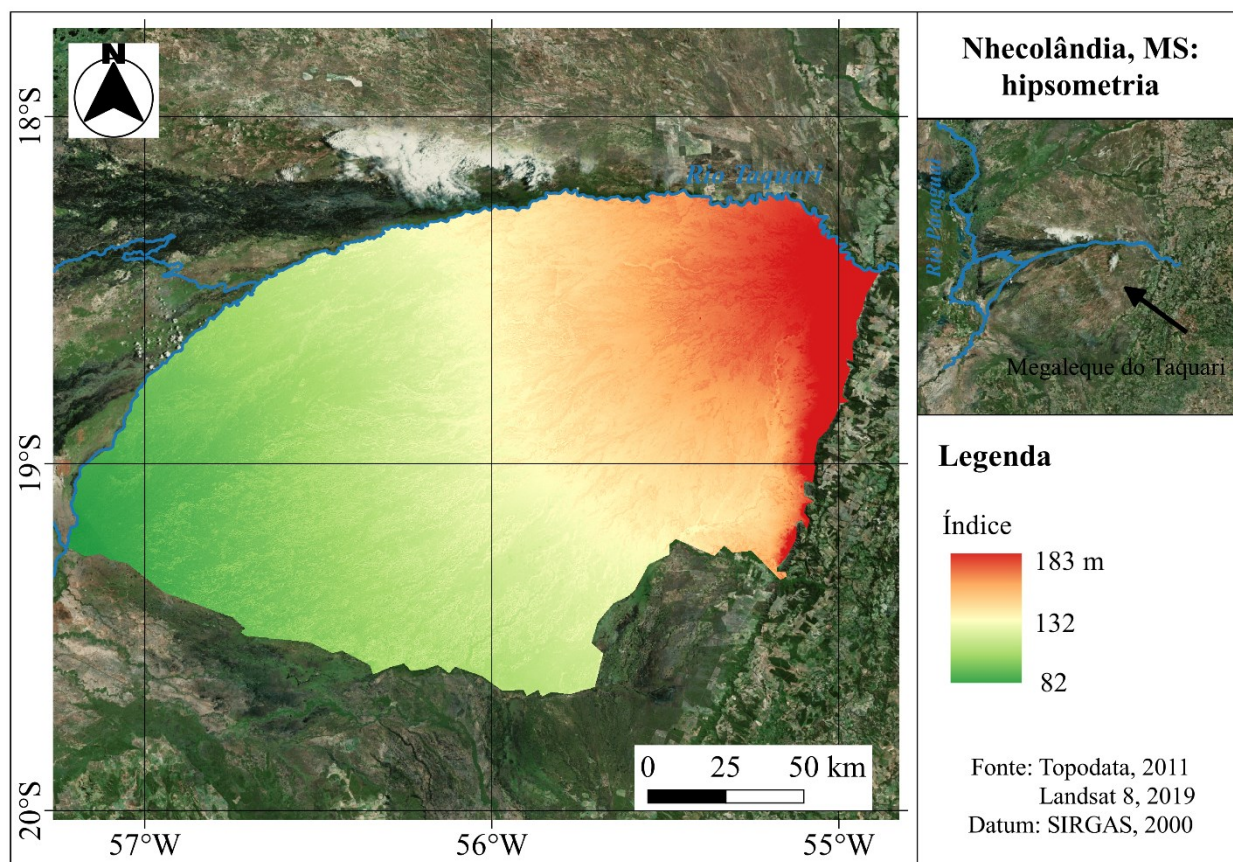 N
18°S
19°S
20°S
57°W
56°W
55°W
Rio Taquari
0 25 50 km
Nhecolândia, MS:
hipsometria
Rio Paraguai
Megaleque do Taquari
Legenda
Índice
183 m
132
82
Fonte: Topodata, 2011
Landsat 8, 2019
Datum: SIRGAS, 2000